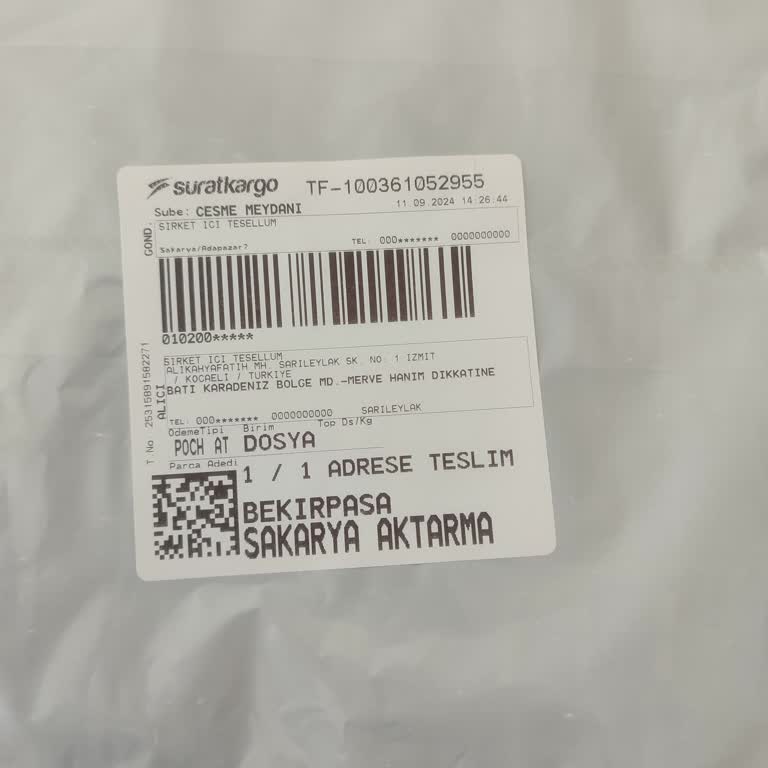 suratkargo TF-100361052955
Sube: CESME MEYDANI 11.09.2024 14:26:44
GOND.
SIRKET ICI TESELLUM
Sakarya/Adapazar? TEL: 000******* 0000000000
010200*****
T.No 25315891582271
ALICI
SIRKET ICI TESELLUM
ALIKAHYAFATIH MH. SARILEYLAK SK. NO: 1 IZMIT
/ KOCAELI / TURKIYE
BATI KARADENIZ BOLGE MD.-MERVE HANIM DIKKATINE
TEL: 000******* 0000000000 SARILEYLAK
OdemeTipi Birim Top Ds/Kg
POCH AT DOSYA
Parca Adedi
1 / 1 ADRESE TESLIM
BEKIRPASA
SAKARYA AKTARMA